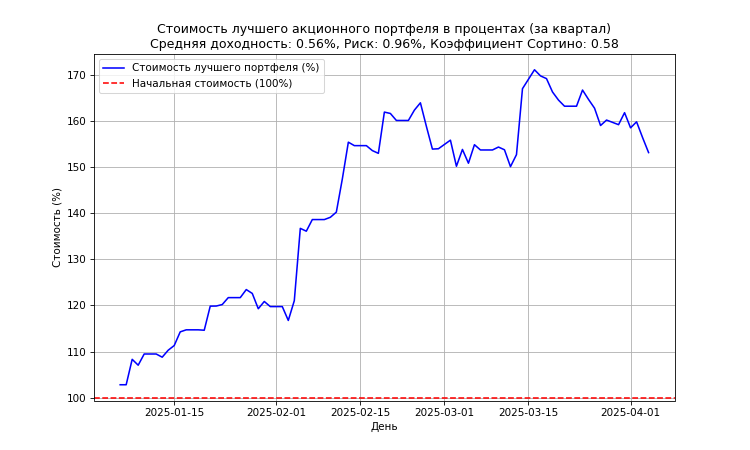 Стоимость лучшего акционного портфеля в процентах (за квартал)
Средняя доходность: 0.56%, Риск: 0.96%, Коэффициент Сортино: 0.58
Стоимость лучшего портфеля (%)
Начальная стоимость (100%)
Стоимость (%)
170
160
150
140
130
120
110
100
2025-01-15
2025-02-01
2025-02-15
2025-03-01
2025-03-15
2025-04-01
День